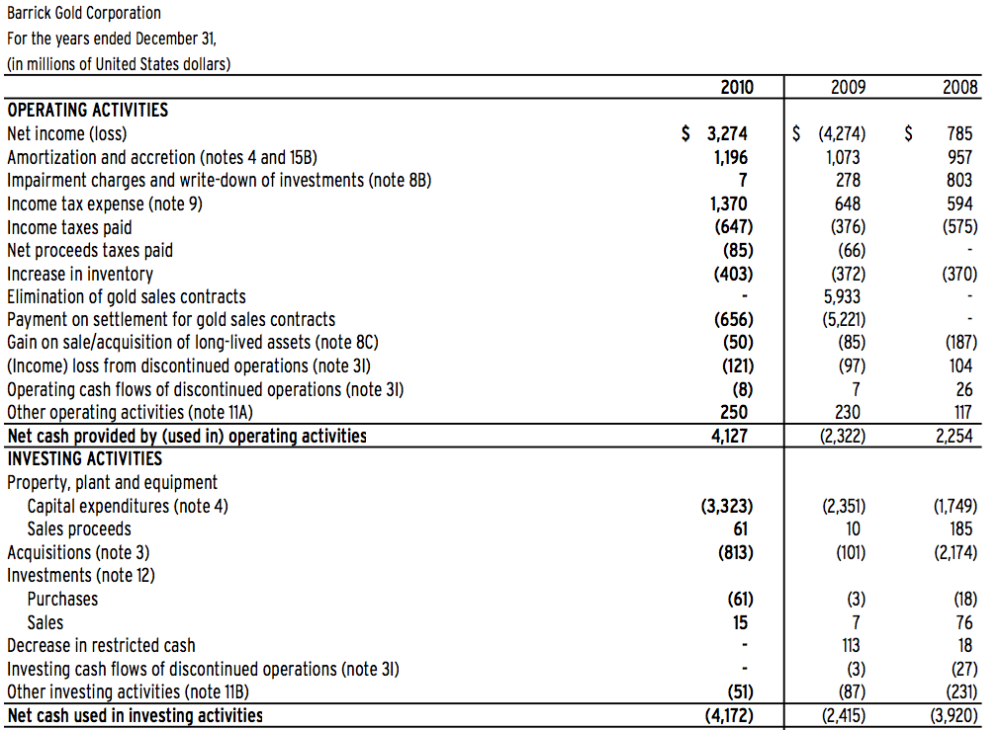 Barrick Gold Corporation
For the years ended December 31,
(in millions of United States dollars)
2010 2009 2008
OPERATING ACTIVITIES
Net income (loss) $ 3,274 $ (4,274) $ 785
Amortization and accretion (notes 4 and 15B) 1,196 1,073 957
Impairment charges and write-down of investments (note 8B) 7 278 803
Income tax expense (note 9) 1,370 648 594
Income taxes paid (647) (376) (575)
Net proceeds taxes paid (85) (66) -
Increase in inventory (403) (372) (370)
Elimination of gold sales contracts - 5,933 -
Payment on settlement for gold sales contracts (656) (5,221) -
Gain on sale/acquisition of long-lived assets (note 8C) (50) (85) (187)
(Income) loss from discontinued operations (note 3I) (121) (97) 104
Operating cash flows of discontinued operations (note 3I) (8) 7 26
Other operating activities (note 11A) 250 230 117
Net cash provided by (used in) operating activities 4,127 (2,322) 2,254
INVESTING ACTIVITIES
Property, plant and equipment
Capital expenditures (note 4) (3,323) (2,351) (1,749)
Sales proceeds 61 10 185
Acquisitions (note 3) (813) (101) (2,174)
Investments (note 12)
Purchases (61) (3) (18)
Sales 15 7 76
Decrease in restricted cash - 113 18
Investing cash flows of discontinued operations (note 3I) - (3) (27)
Other investing activities (note 11B) (51) (87) (231)
Net cash used in investing activities (4,172) (2,415) (3,920)